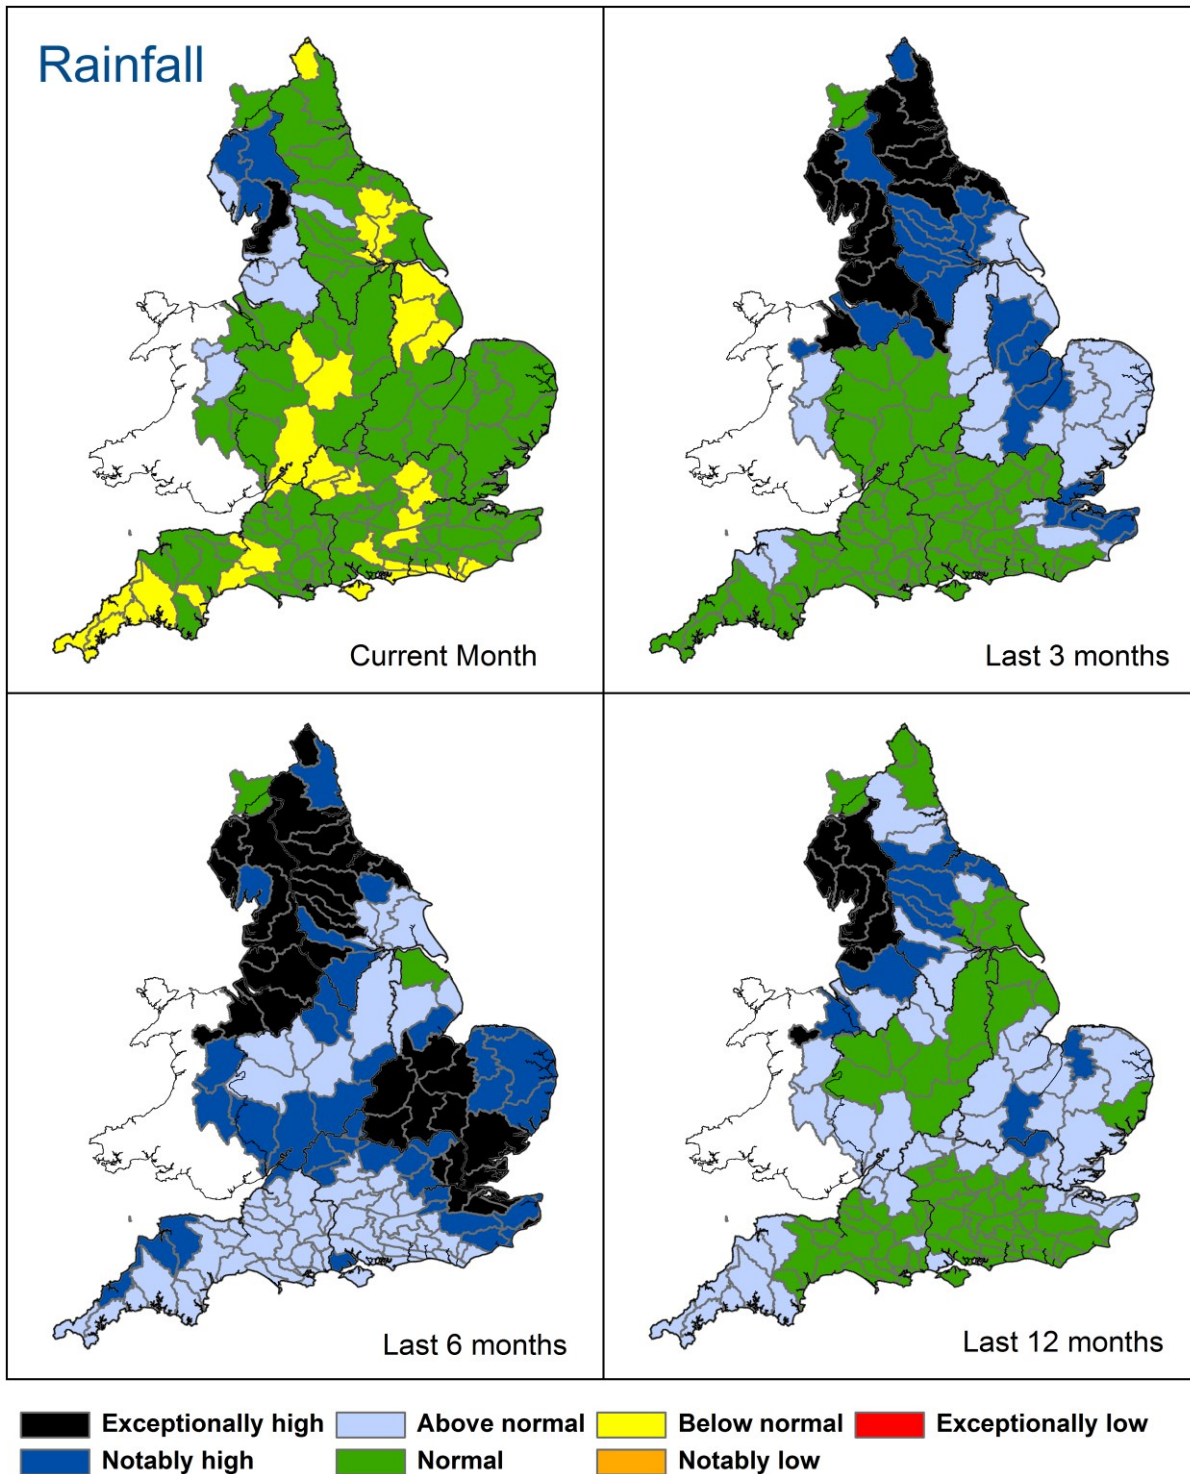 Rainfall
Current Month
Last 3 months
Last 6 months
Last 12 months
Exceptionally high
Above normal
Below normal
Exceptionally low
Notably high
Normal
Notably low